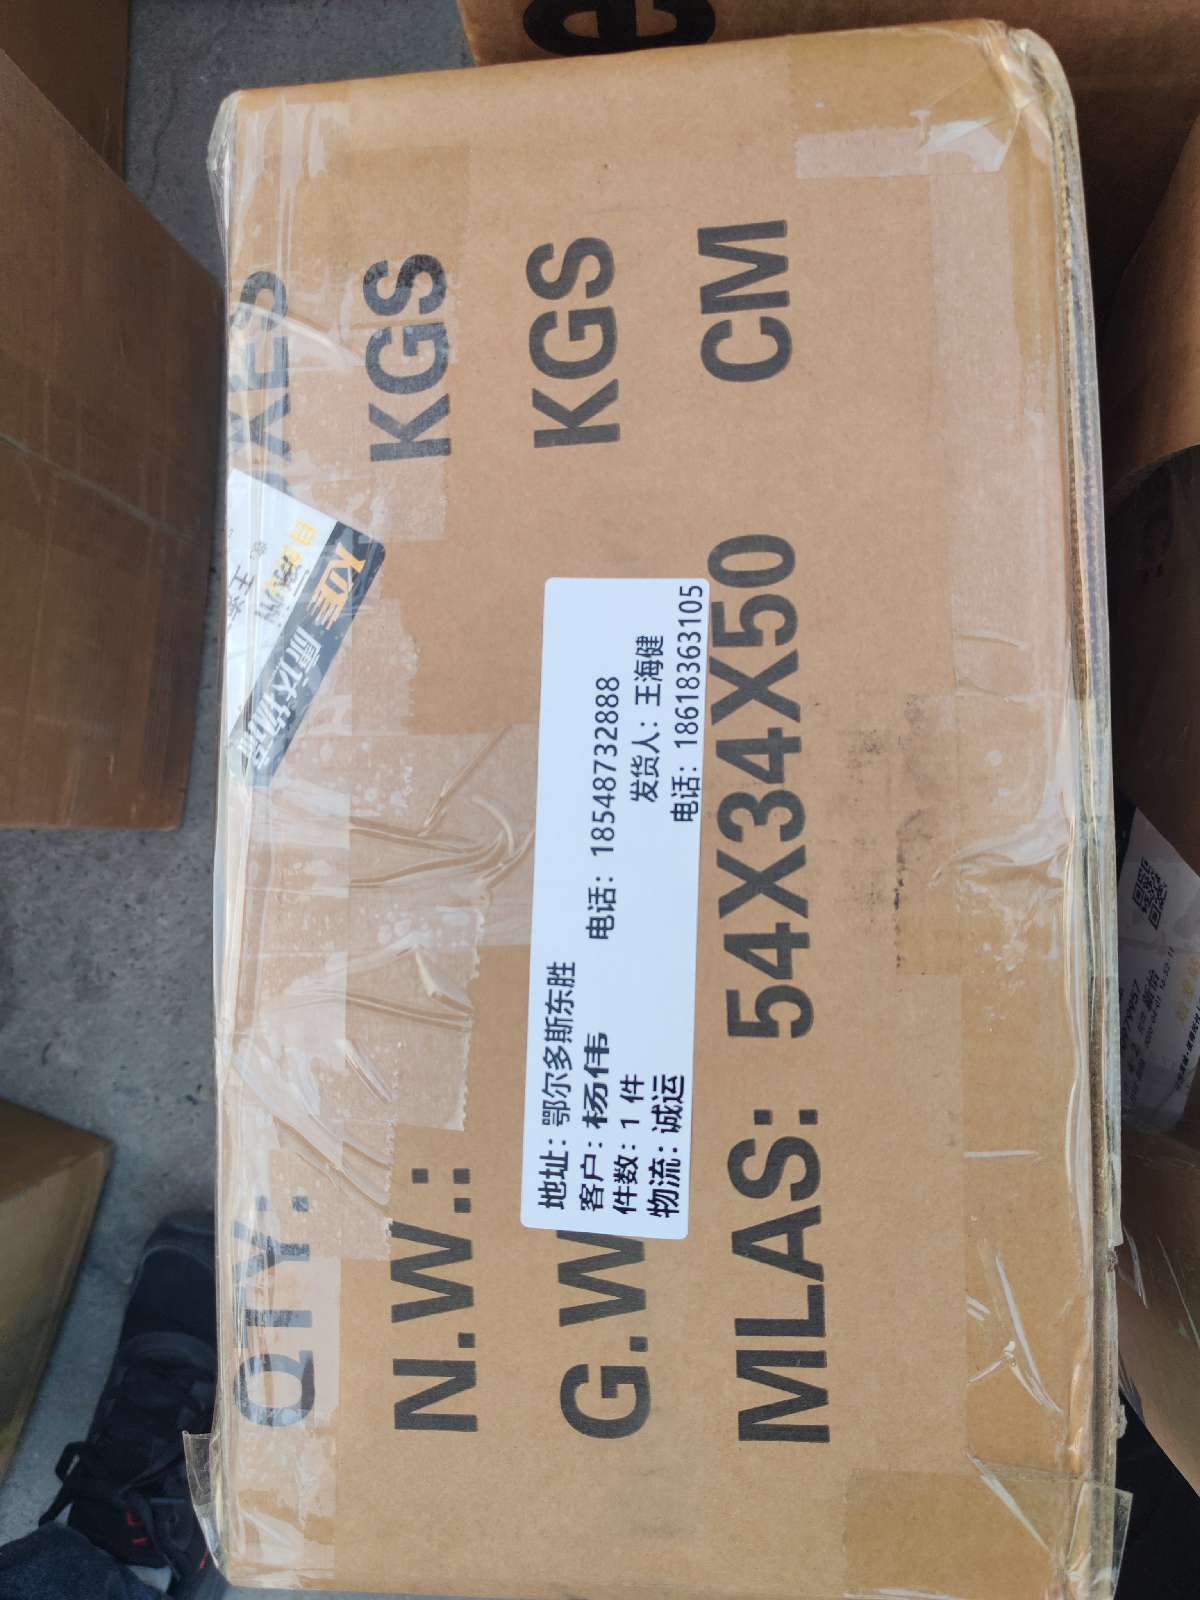 QTY.:
N.W.: KGS
G.W KGS
MLAS: 54X34X50 CM
地址：鄂尔多斯东胜
客户：杨伟 电话：18548732888
件数：1 件 发货人：王海健
物流：诚运 电话：18618363105